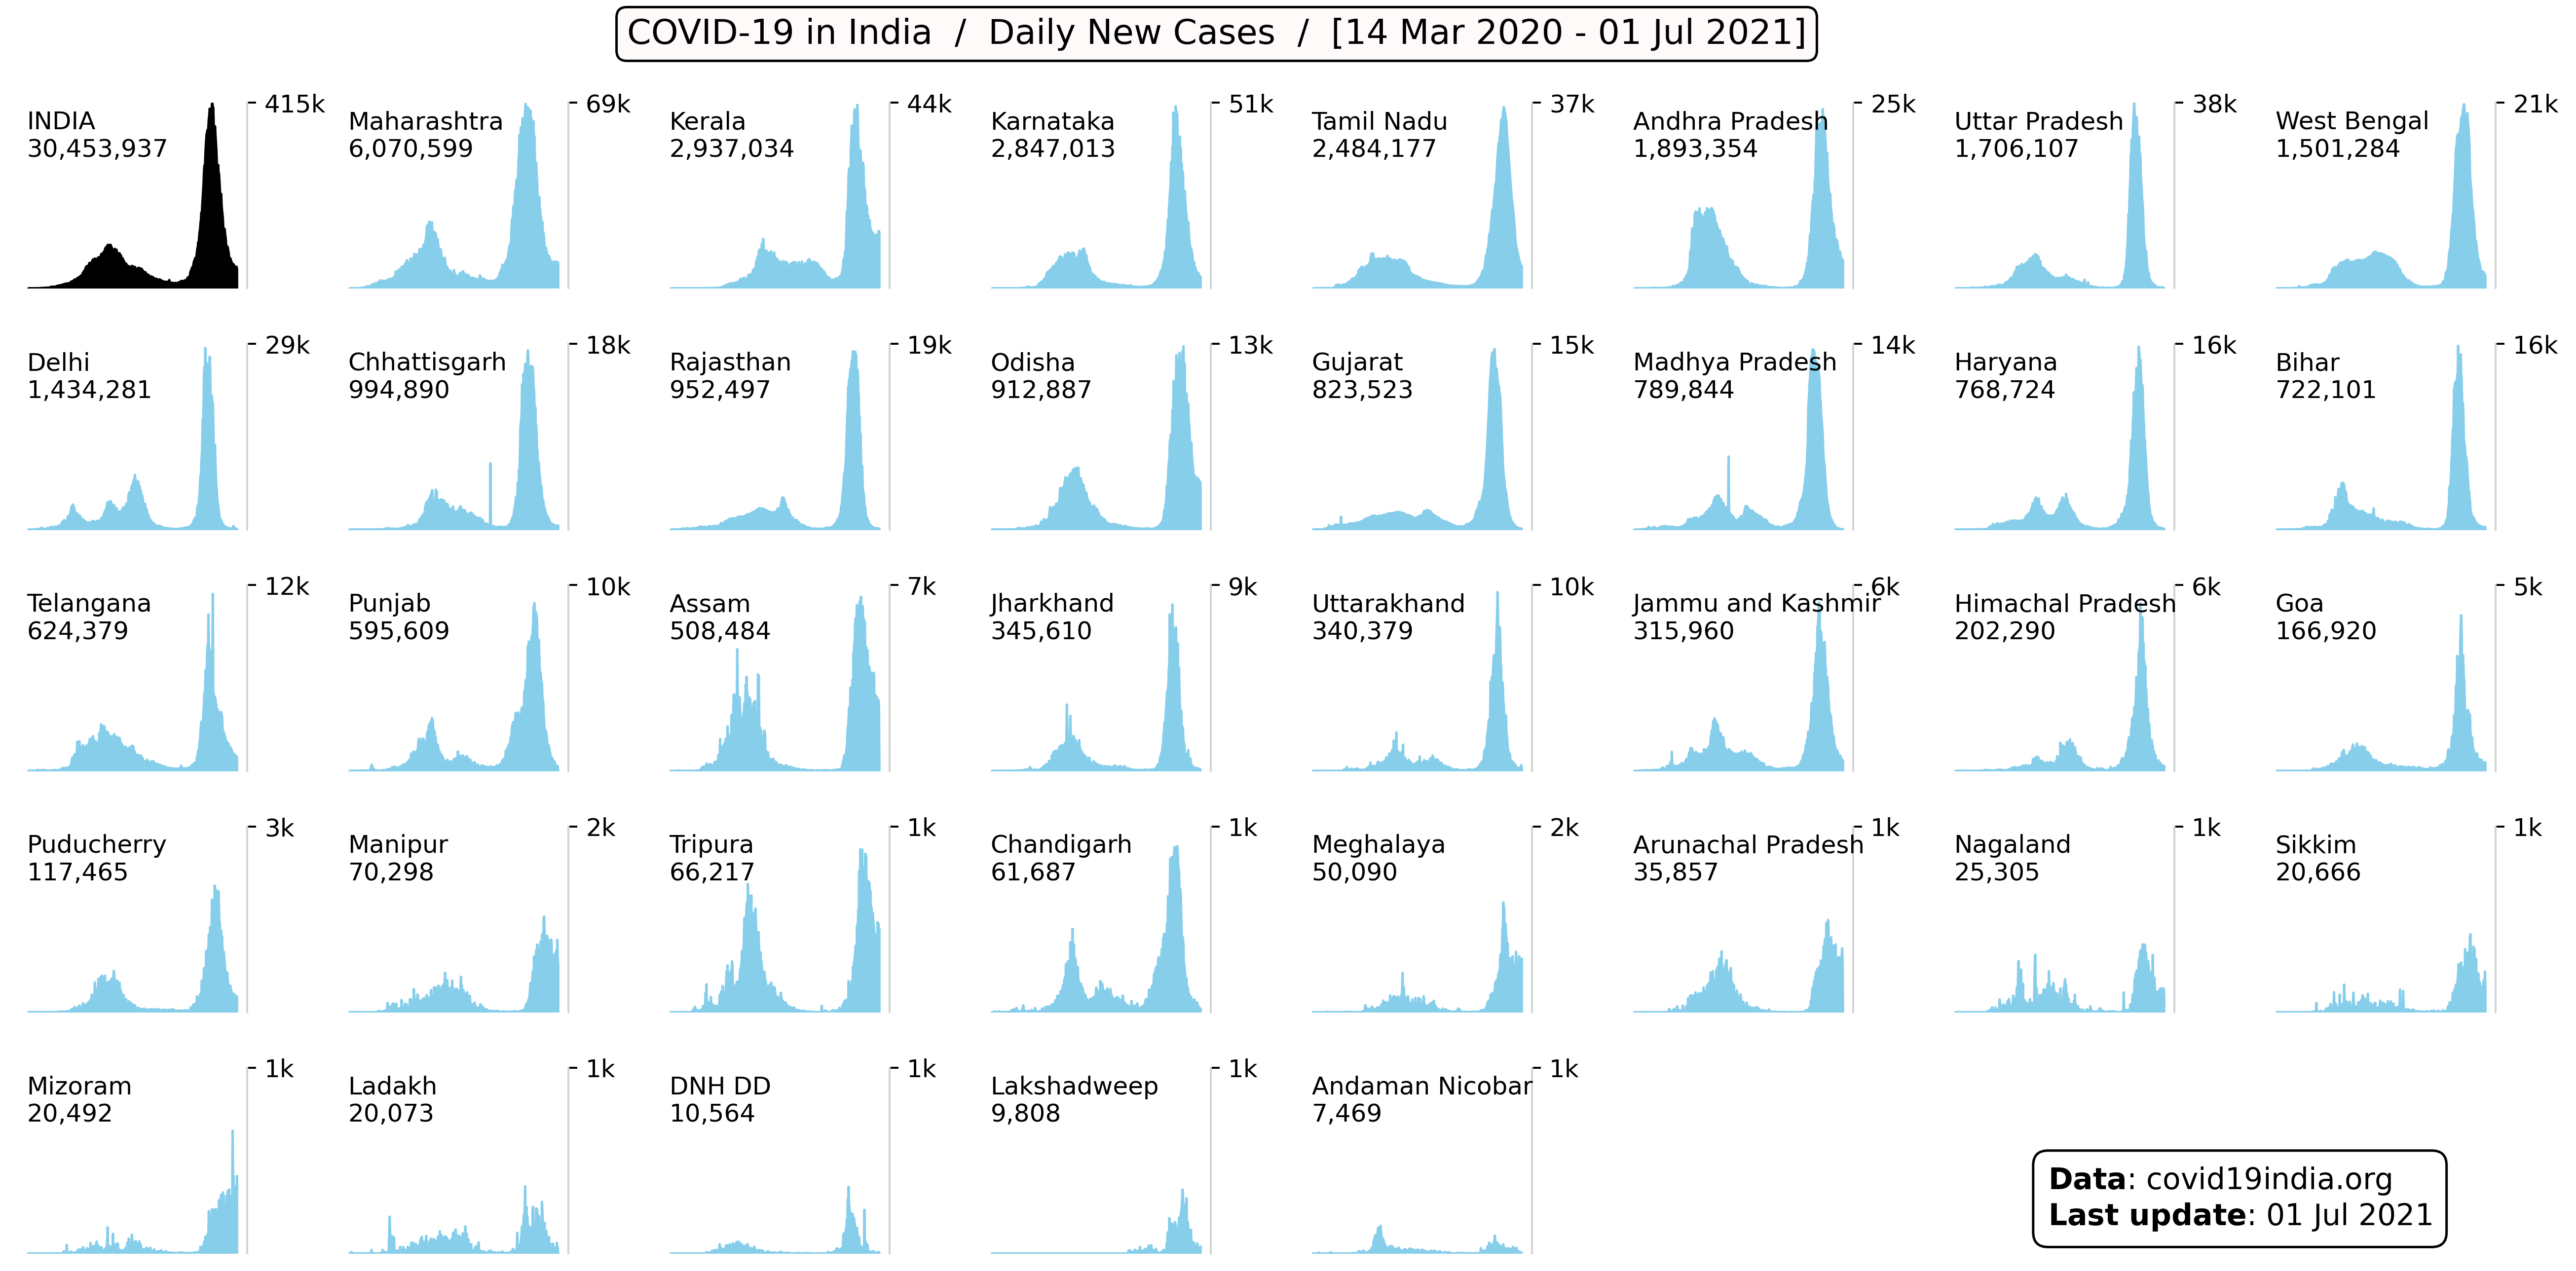 COVID-19 in India / Daily New Cases / [14 Mar 2020 - 01 Jul 2021]
INDIA
30,453,937
415k
Maharashtra
6,070,599
69k
Kerala
2,937,034
44k
Karnataka
2,847,013
51k
Tamil Nadu
2,484,177
37k
Andhra Pradesh
1,893,354
25k
Uttar Pradesh
1,706,107
38k
West Bengal
1,501,284
21k
Delhi
1,434,281
29k
Chhattisgarh
994,890
18k
Rajasthan
952,497
19k
Odisha
912,887
13k
Gujarat
823,523
15k
Madhya Pradesh
789,844
14k
Haryana
768,724
16k
Bihar
722,101
16k
Telangana
624,379
12k
Punjab
595,609
10k
Assam
508,484
7k
Jharkhand
345,610
9k
Uttarakhand
340,379
10k
Jammu and Kashmir
315,960
6k
Himachal Pradesh
202,290
6k
Goa
166,920
5k
Puducherry
117,465
3k
Manipur
70,298
2k
Tripura
66,217
1k
Chandigarh
61,687
1k
Meghalaya
50,090
2k
Arunachal Pradesh
35,857
1k
Nagaland
25,305
1k
Sikkim
20,666
1k
Mizoram
20,492
1k
Ladakh
20,073
1k
DNH DD
10,564
1k
Lakshadweep
9,808
1k
Andaman Nicobar
7,469
1k
Data: covid19india.org
Last update: 01 Jul 2021